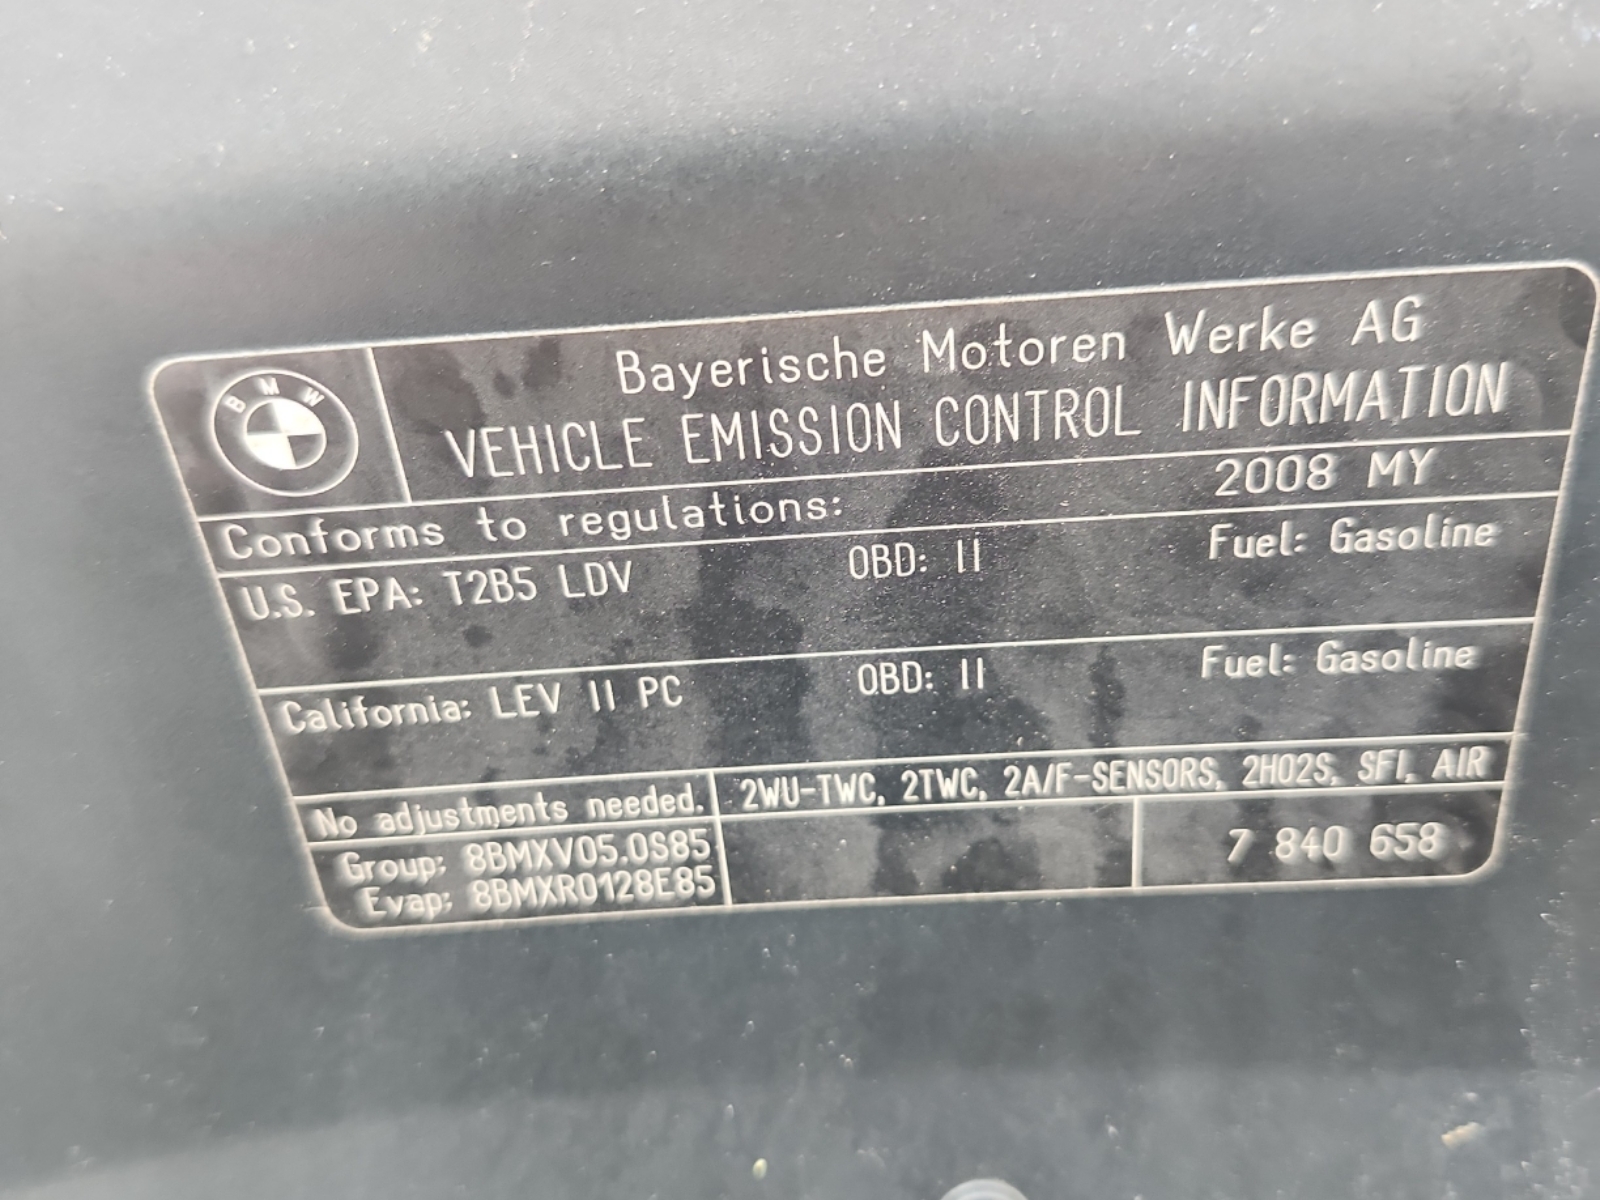 BMW
Bayerische Motoren Werke AG
VEHICLE EMISSION CONTROL INFORMATION
Conforms to regulations: 2008 MY
U.S. EPA: T2B5 LDV OBD: II Fuel: Gasoline
California: LEV II PC OBD: II Fuel: Gasoline
No adjustments needed. 2WU-TWC, 2TWC, 2A/F-SENSORS, 2HO2S, SFI, AIR
Group: 8BMXV05.0S85
Evap: 8BMXR0128E85
7 840 658